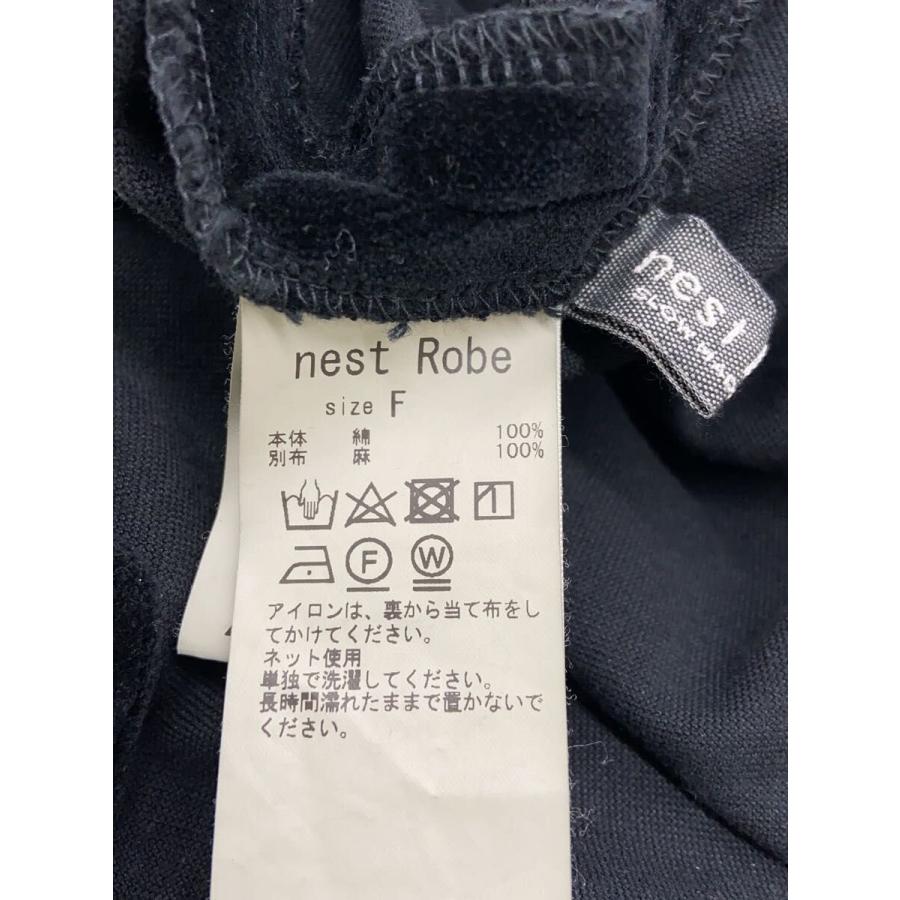 nest
nest Robe
size F
本体 綿 100%
別布 麻 100%
F W
アイロンは、裏から当て布をし
てかけてください。
ネット使用
単独で洗濯してください。
長時間濡れたままで置かないで
ください。